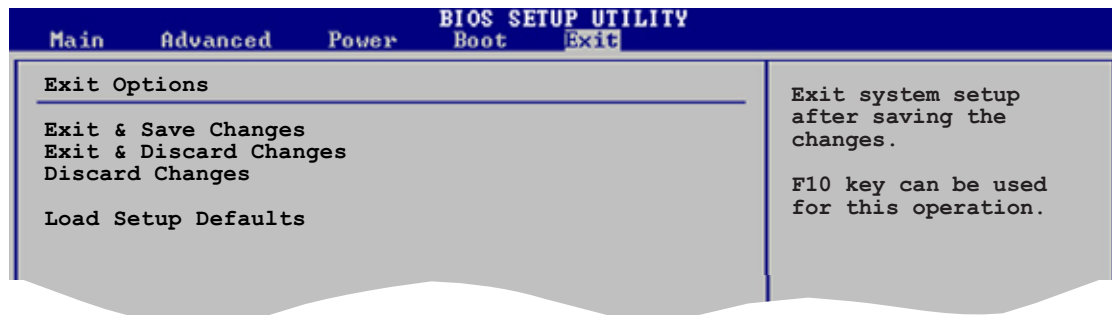 BIOS SETUP UTILITY
Main Advanced Power Boot Exit
Exit Options
Exit & Save Changes
Exit & Discard Changes
Discard Changes
Load Setup Defaults
Exit system setup
after saving the
changes.
F10 key can be used
for this operation.